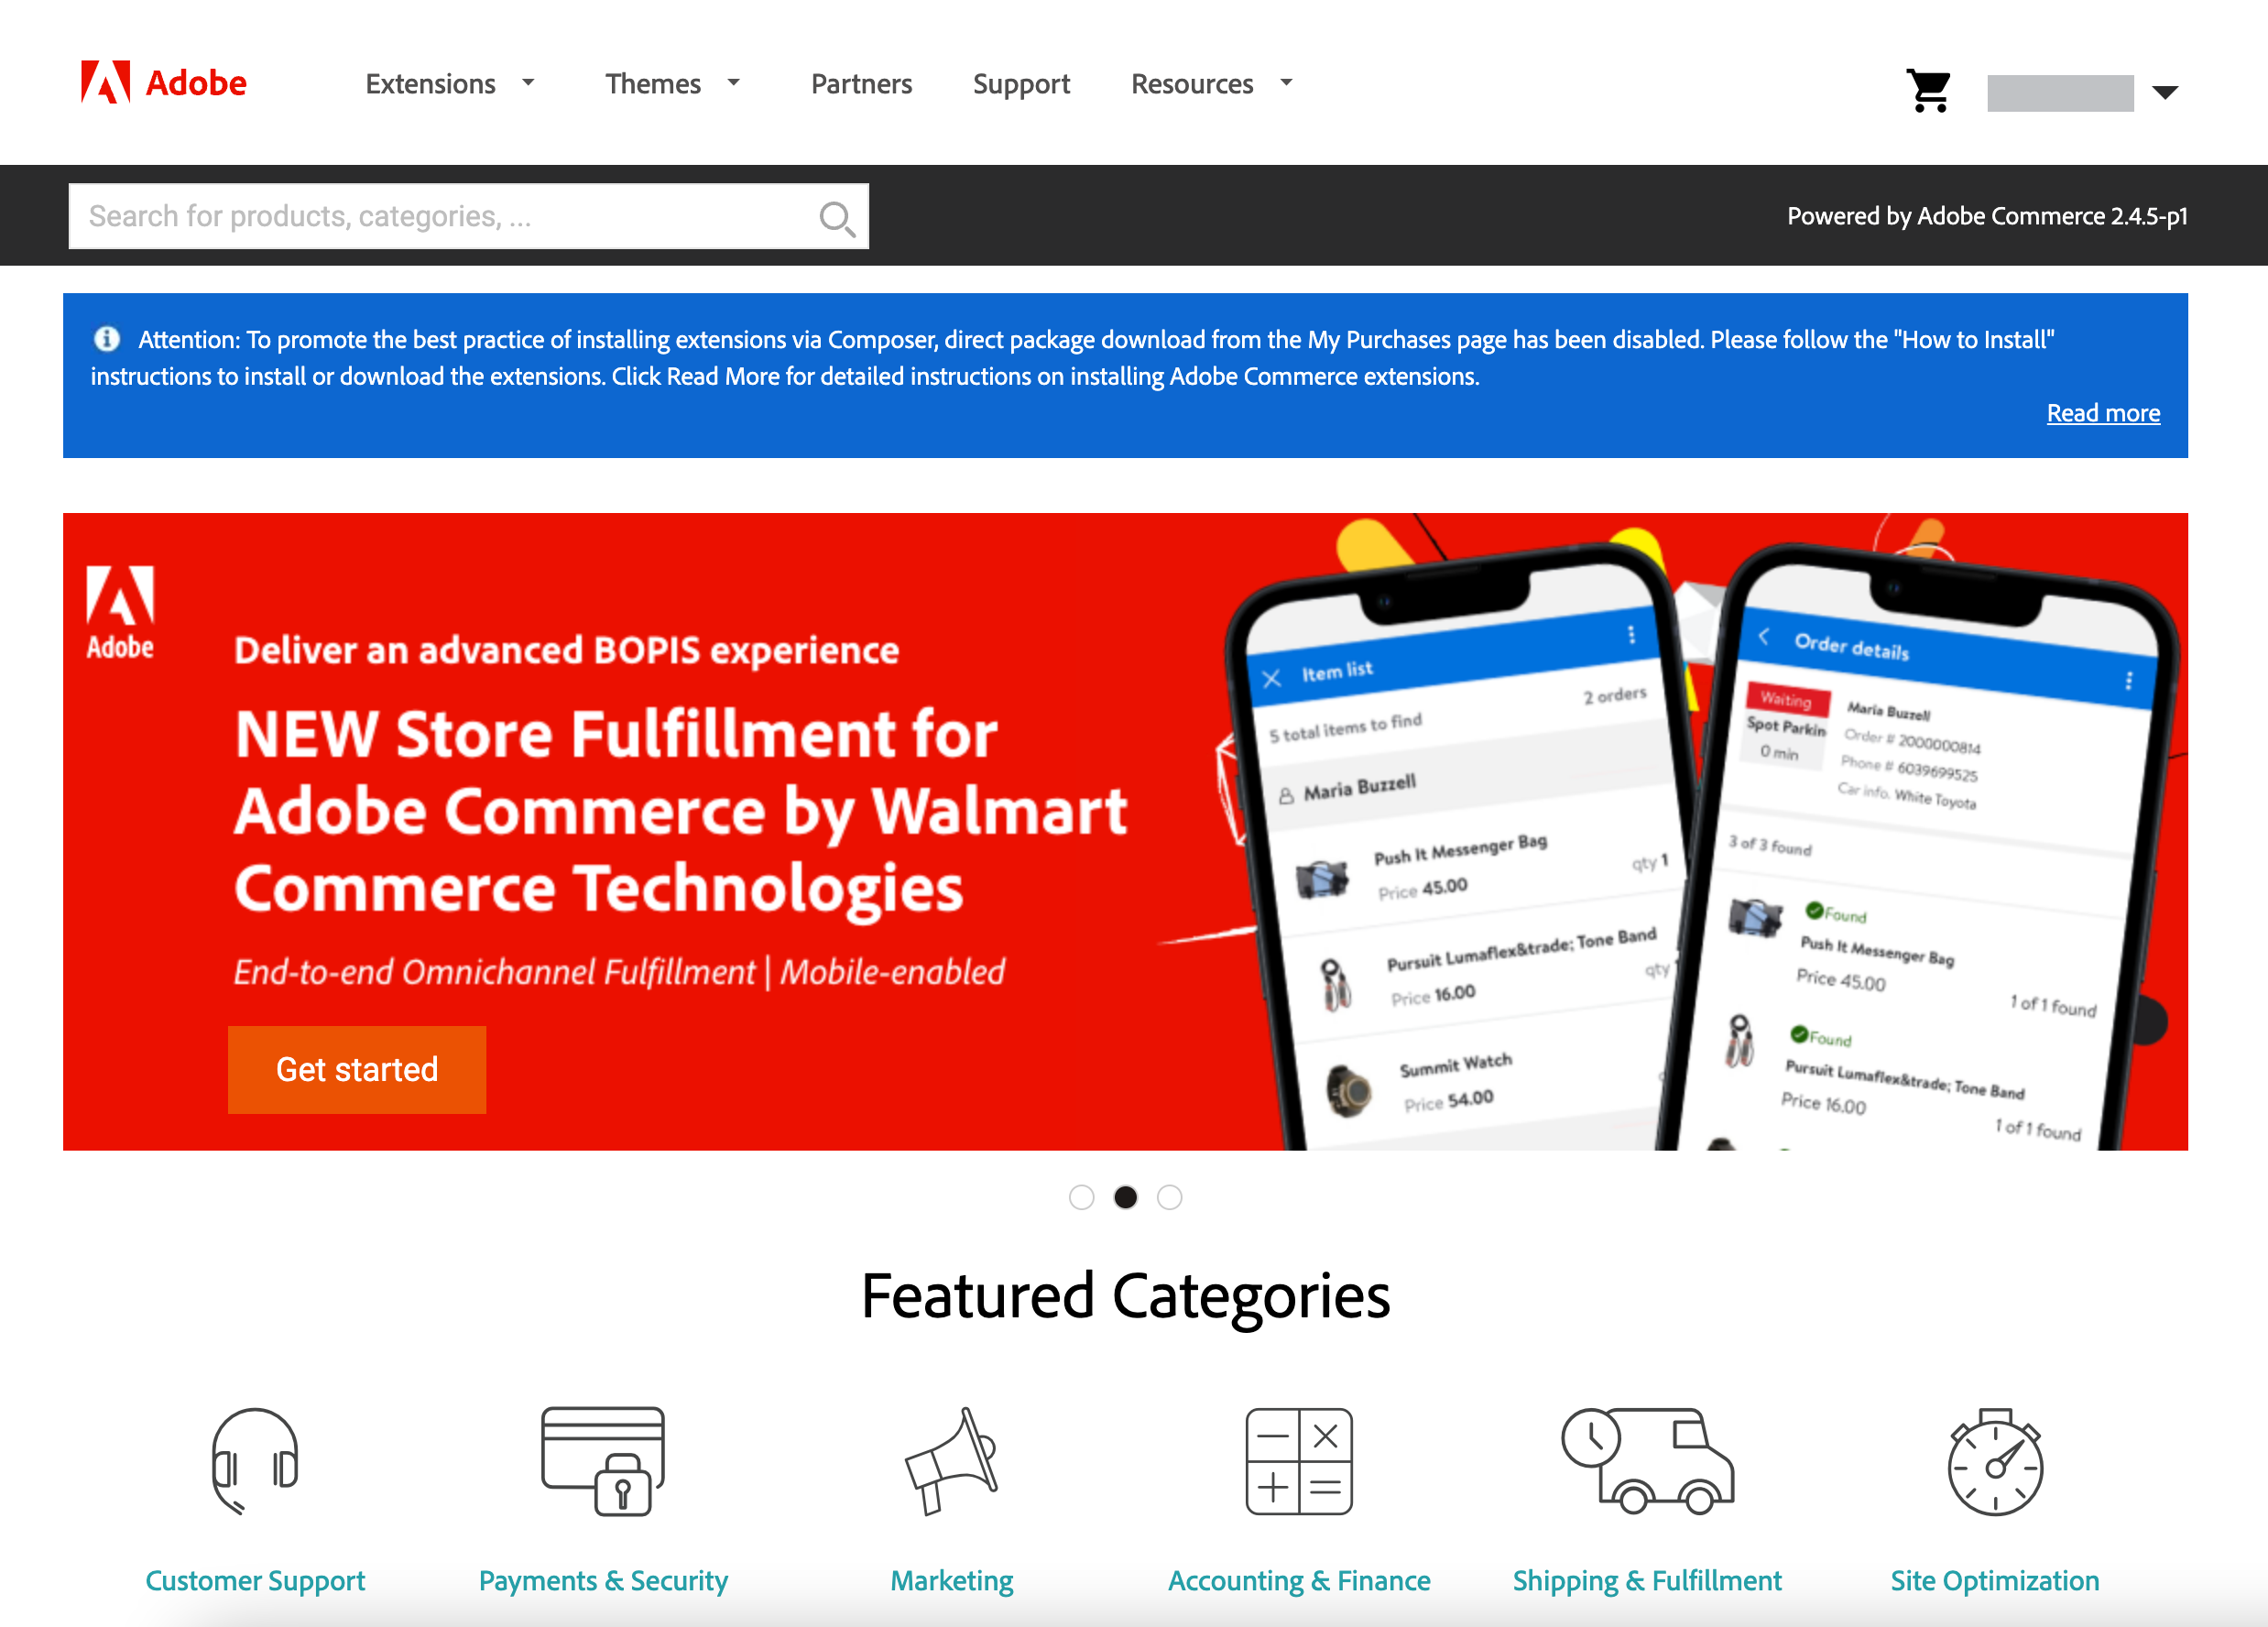 Adobe
Extensions
Themes
Partners
Support
Resources
Search for products, categories, ...
Powered by Adobe Commerce 2.4.5-p1
Attention: To promote the best practice of installing extensions via Composer, direct package download from the My Purchases page has been disabled. Please follow the "How to Install"
instructions to install or download the extensions. Click Read More for detailed instructions on installing Adobe Commerce extensions.
Read more
Adobe
Deliver an advanced BOPIS experience
NEW Store Fulfillment for
Adobe Commerce by Walmart
Commerce Technologies
End-to-end Omnichannel Fulfillment | Mobile-enabled
Get started
Item list
5 total items to find
2 orders
Maria Buzzell
Push It Messenger Bag
Price 45.00
qty 1
Pursuit Lumaflex&trade; Tone Band
Price 16.00
qty
Summit Watch
Price 54.00
Order details
Waiting
Spot Parkin
0 min
Maria Buzzell
Order # 2000000814
Phone # 6039699525
Car info. White Toyota
3 of 3 found
Found
Push It Messenger Bag
Price 45.00
1 of 1 found
Found
Pursuit Lumaflex&trade; Tone Band
Price 16.00
1 of 1 found
Featured Categories
Customer Support
Payments & Security
Marketing
Accounting & Finance
Shipping & Fulfillment
Site Optimization